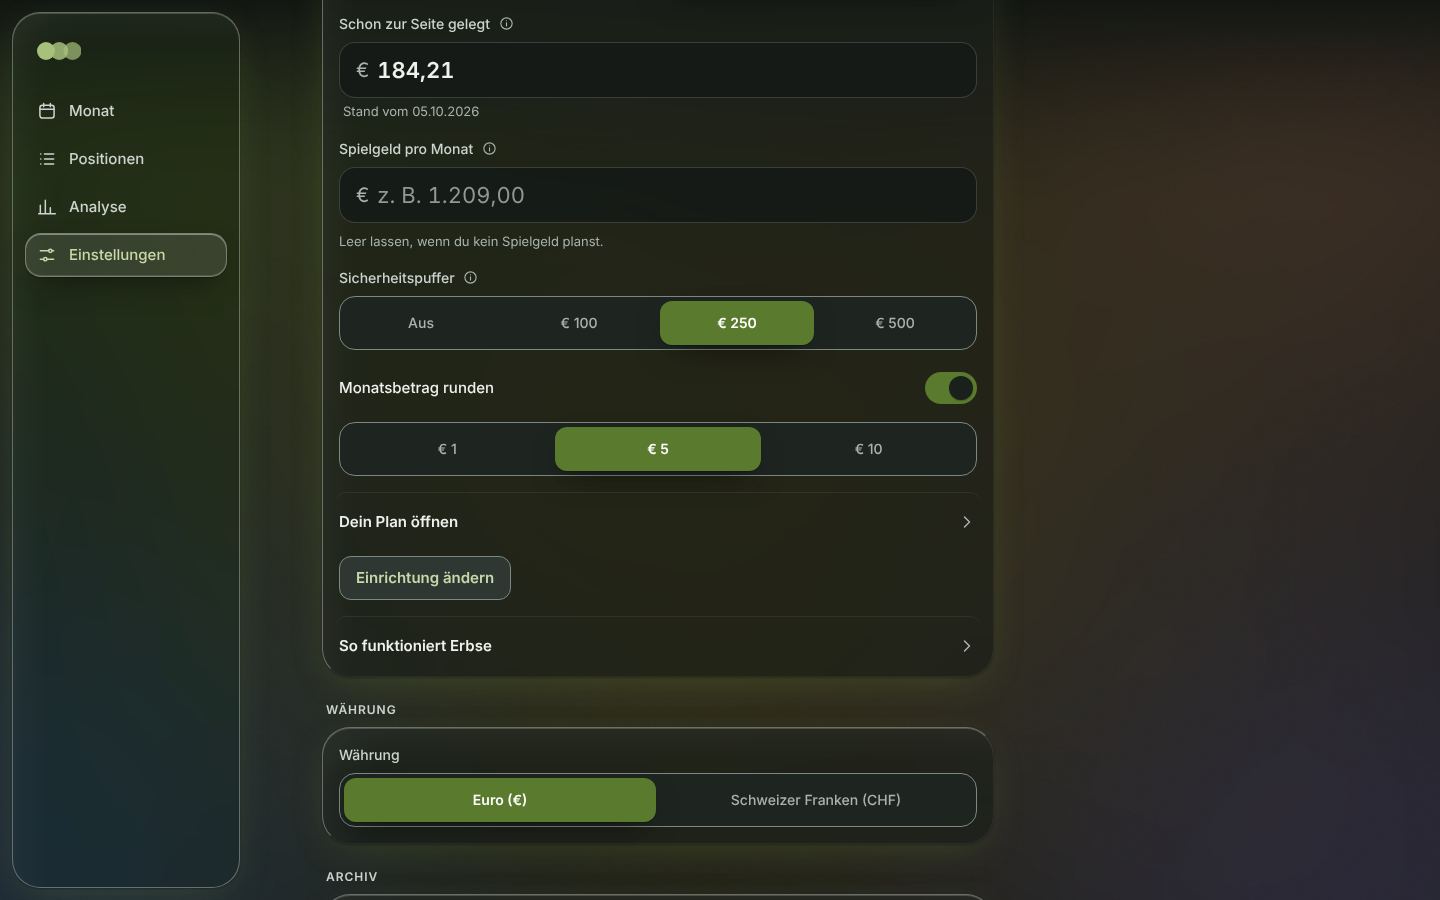 Monat
Positionen
Analyse
Einstellungen
Schon zur Seite gelegt
€ 184,21
Stand vom 05.10.2026
Spielgeld pro Monat
€ z. B. 1.209,00
Leer lassen, wenn du kein Spielgeld planst.
Sicherheitspuffer
Aus € 100 € 250 € 500
Monatsbetrag runden
€ 1 € 5 € 10
Dein Plan öffnen
Einrichtung ändern
So funktioniert Erbse
WÄHRUNG
Währung
Euro (€) Schweizer Franken (CHF)
ARCHIV